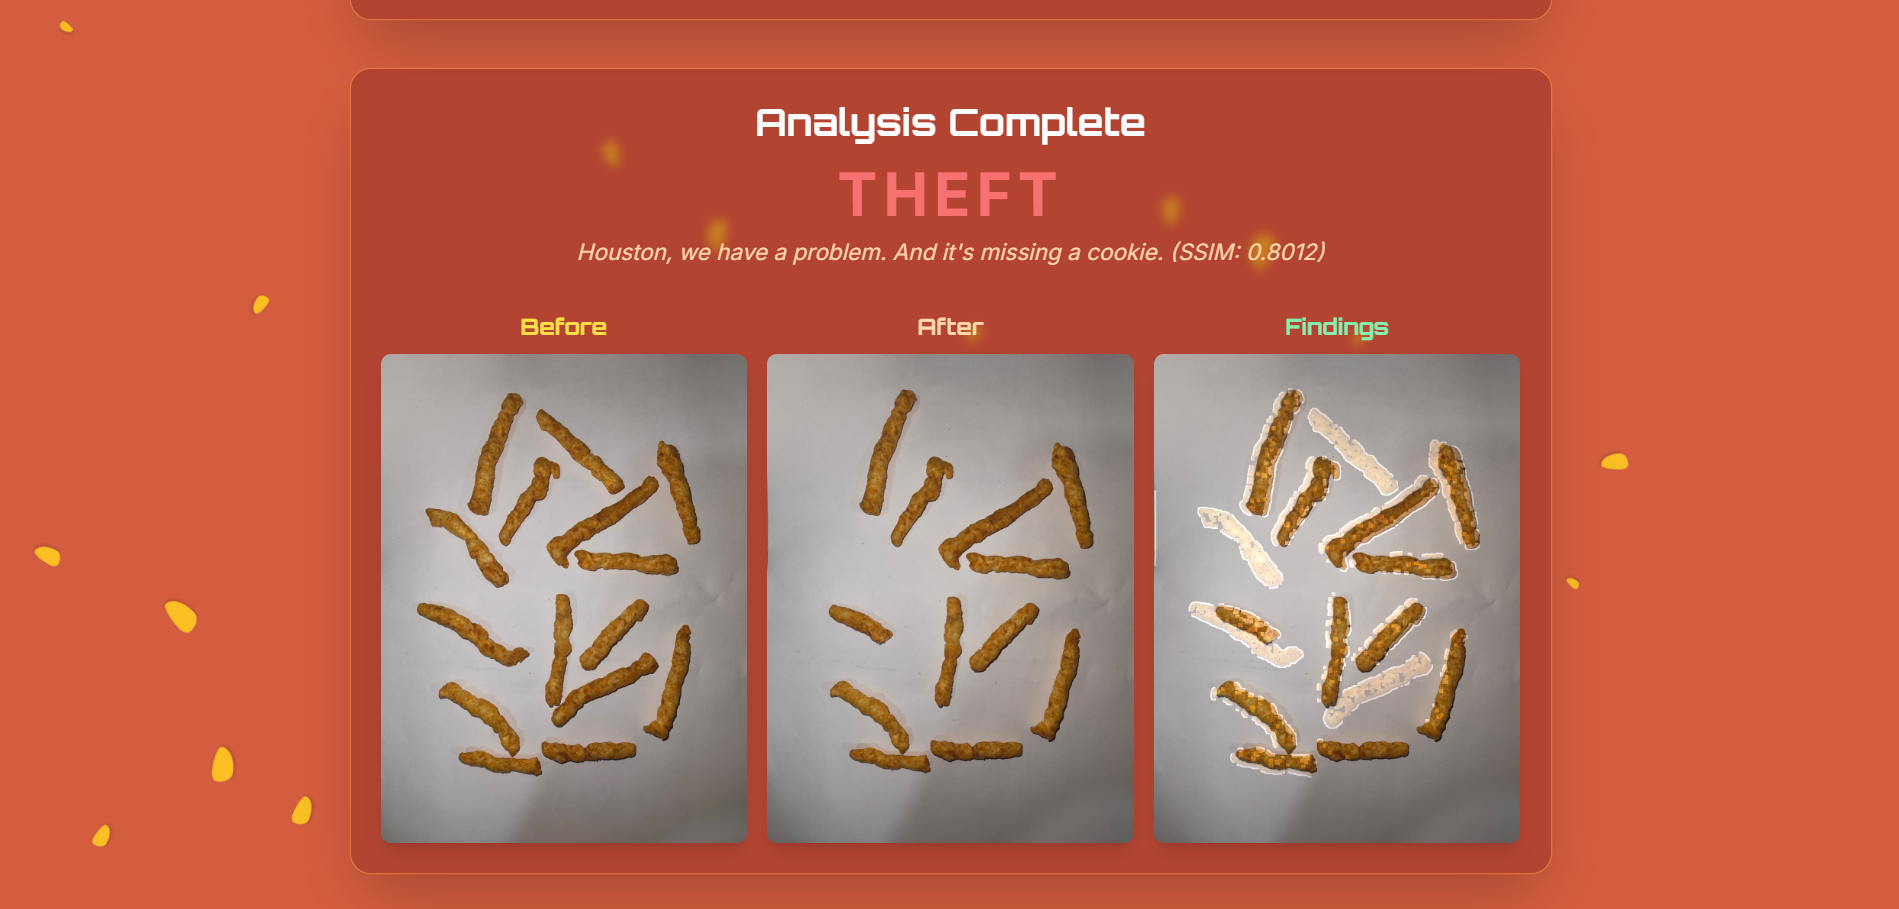 Analysis Complete
THEFT
Houston, we have a problem. And it's missing a cookie. (SSIM: 0.8012)
Before
After
Findings